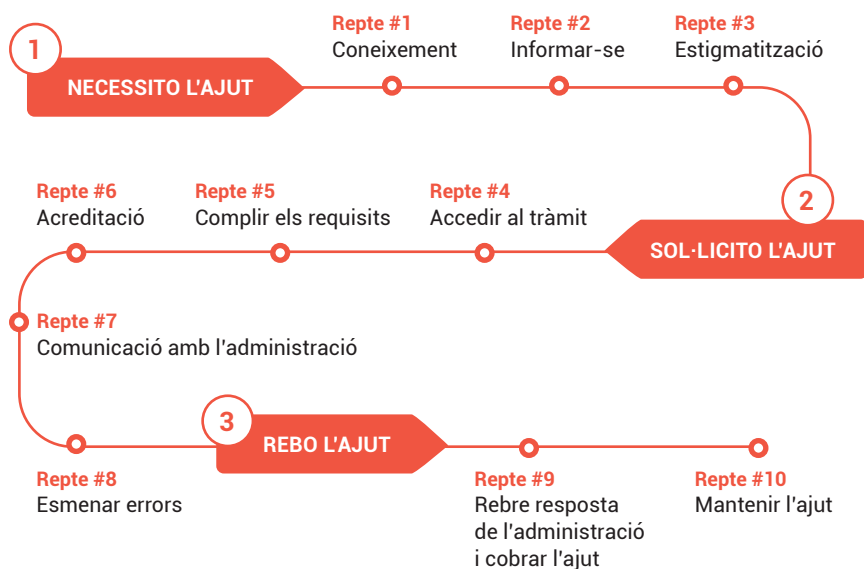 1
NECESSITO L'AJUT
Repte #1
Coneixement
Repte #2
Informar-se
Repte #3
Estigmatització
2
SOL·LICITO L'AJUT
Repte #4
Accedir al tràmit
Repte #5
Complir els requisits
Repte #6
Acreditació
Repte #7
Comunicació amb l'administració
Repte #8
Esmenar errors
3
REBO L'AJUT
Repte #9
Rebre resposta
de l'administració
i cobrar l'ajut
Repte #10
Mantenir l'ajut